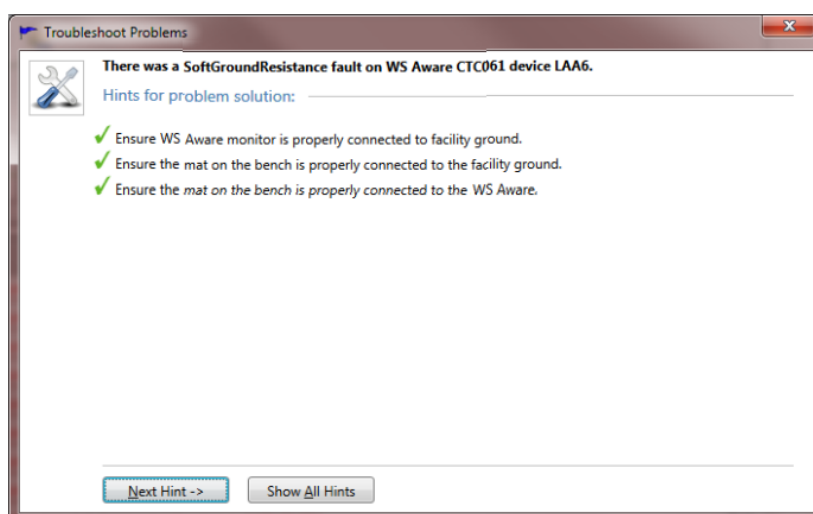 Troubleshoot Problems
There was a SoftGroundResistance fault on WS Aware CTC061 device LAA6.
Hints for problem solution:
Ensure WS Aware monitor is properly connected to facility ground.
Ensure the mat on the bench is properly connected to the facility ground.
Ensure the mat on the bench is properly connected to the WS Aware.
Next Hint -> Show All Hints